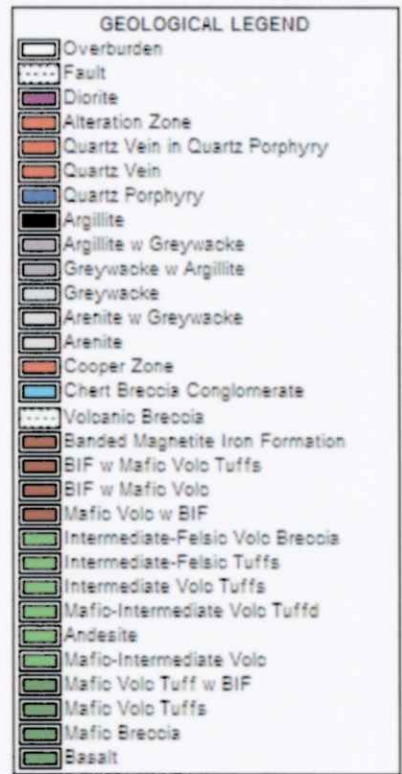 GEOLOGICAL LEGEND
Overburden
Fault
Diorite
Alteration Zone
Quartz Vein in Quartz Porphyry
Quartz Vein
Quartz Porphyry
Argillite
Argillite w Greywacke
Greywacke w Argillite
Greywacke
Arenite w Greywacke
Arenite
Cooper Zone
Chert Breccia Conglomerate
Volcanic Breccia
Banded Magnetite Iron Formation
BIF w Mafic Volc Tuffs
BIF w Mafic Volc
Mafic Volc w BIF
Intermediate-Felsic Volc Breccia
Intermediate-Felsic Tuffs
Intermediate Volc Tuffs
Mafic-Intermediate Volc Tuffd
Andesite
Mafic-Intermediate Volc
Mafic Volc Tuff w BIF
Mafic Volc Tuffs
Mafic Breccia
Basalt